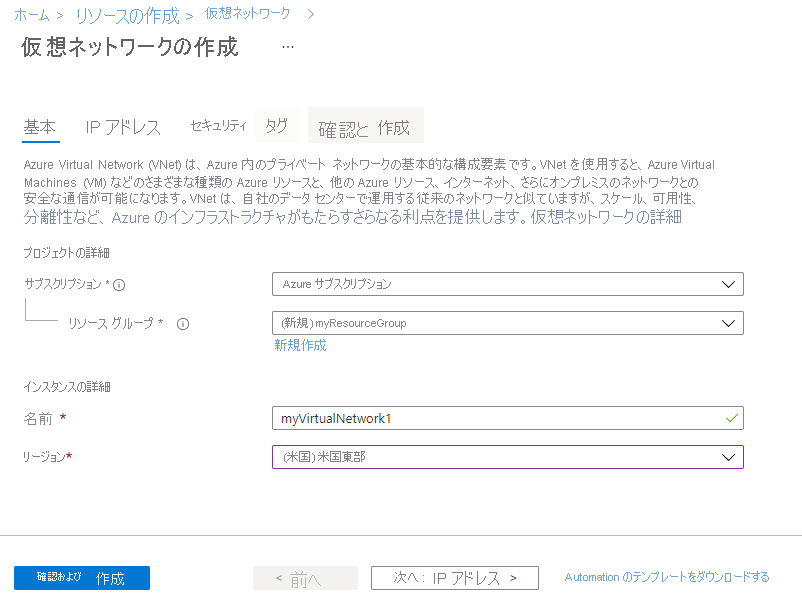 ホーム > リソースの作成 > 仮想ネットワーク >
仮想ネットワークの作成 ...
基本 IP アドレス セキュリティ タグ 確認と 作成
Azure Virtual Network (VNet) は、Azure 内のプライベート ネットワークの基本的な構成要素です。VNet を使用すると、Azure Virtual
Machines (VM) などのさまざまな種類の Azure リソースと、他の Azure リソース、インターネット、さらにオンプレミスのネットワークとの
安全な通信が可能になります。VNet は、自社のデータ センターで運用する従来のネットワークと似ていますが、スケール、可用性、
分離性など、Azure のインフラストラクチャがもたらすさらなる利点を提供します。仮想ネットワークの詳細
プロジェクトの詳細
サブスクリプション * Azure サブスクリプション
リソース グループ * (新規) myResourceGroup
新規作成
インスタンスの詳細
名前 * myVirtualNetwork1
リージョン* (米国) 米国東部
確認および 作成 < 前へ 次へ: IP アドレス > Automation のテンプレートをダウンロードする